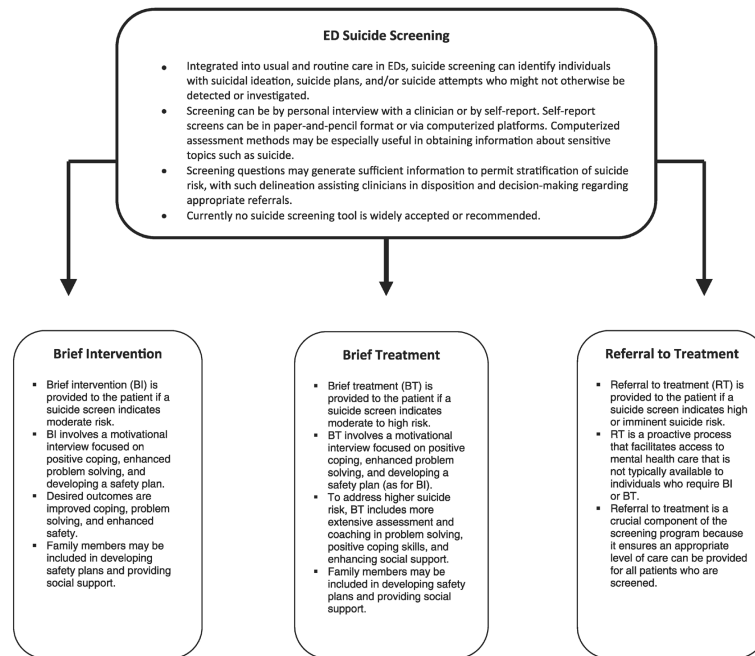 ED Suicide Screening
● Integrated into usual and routine care in EDs, suicide screening can identify individuals
with suicidal ideation, suicide plans, and/or suicide attempts who might not otherwise be
detected or investigated.
● Screening can be by personal interview with a clinician or by self-report. Self-report
screens can be in paper-and-pencil format or via computerized platforms. Computerized
assessment methods may be especially useful in obtaining information about sensitive
topics such as suicide.
● Screening questions may generate sufficient information to permit stratification of suicide
risk, with such delineation assisting clinicians in disposition and decision-making regarding
appropriate referrals.
● Currently no suicide screening tool is widely accepted or recommended.
Brief Intervention
▪ Brief intervention (BI) is
provided to the patient if a
suicide screen indicates
moderate risk.
▪ BI involves a motivational
interview focused on
positive coping, enhanced
problem solving, and
developing a safety plan.
▪ Desired outcomes are
improved coping, problem
solving, and enhanced
safety.
▪ Family members may be
included in developing
safety plans and providing
social support.
Brief Treatment
▪ Brief treatment (BT) is
provided to the patient if a
suicide screen indicates
moderate to high risk.
▪ BT involves a motivational
interview focused on positive
coping, enhanced problem
solving, and developing a
safety plan (as for BI).
▪ To address higher suicide
risk, BT includes more
extensive assessment and
coaching in problem solving,
positive coping skills, and
enhancing social support.
▪ Family members may be
included in developing safety
plans and providing social
support.
Referral to Treatment
▪ Referral to treatment (RT) is
provided to the patient if a
suicide screen indicates high
or imminent suicide risk.
▪ RT is a proactive process
that facilitates access to
mental health care that is
not typically available to
individuals who require BI
or BT.
▪ Referral to treatment is a
crucial component of the
screening program because
it ensures an appropriate
level of care can be provided
for all patients who are
screened.